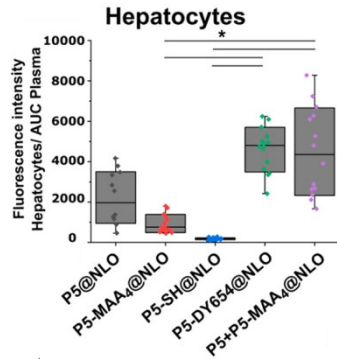 Hepatocytes
*
Fluorescence intensity
Hepatocytes/ AUC Plasma
10000
8000
6000
4000
2000
0
P5@NLO
P5-MAA₄@NLO
P5-SH@NLO
P5-DY654@NLO
P5+P5-MAA₄@NLO